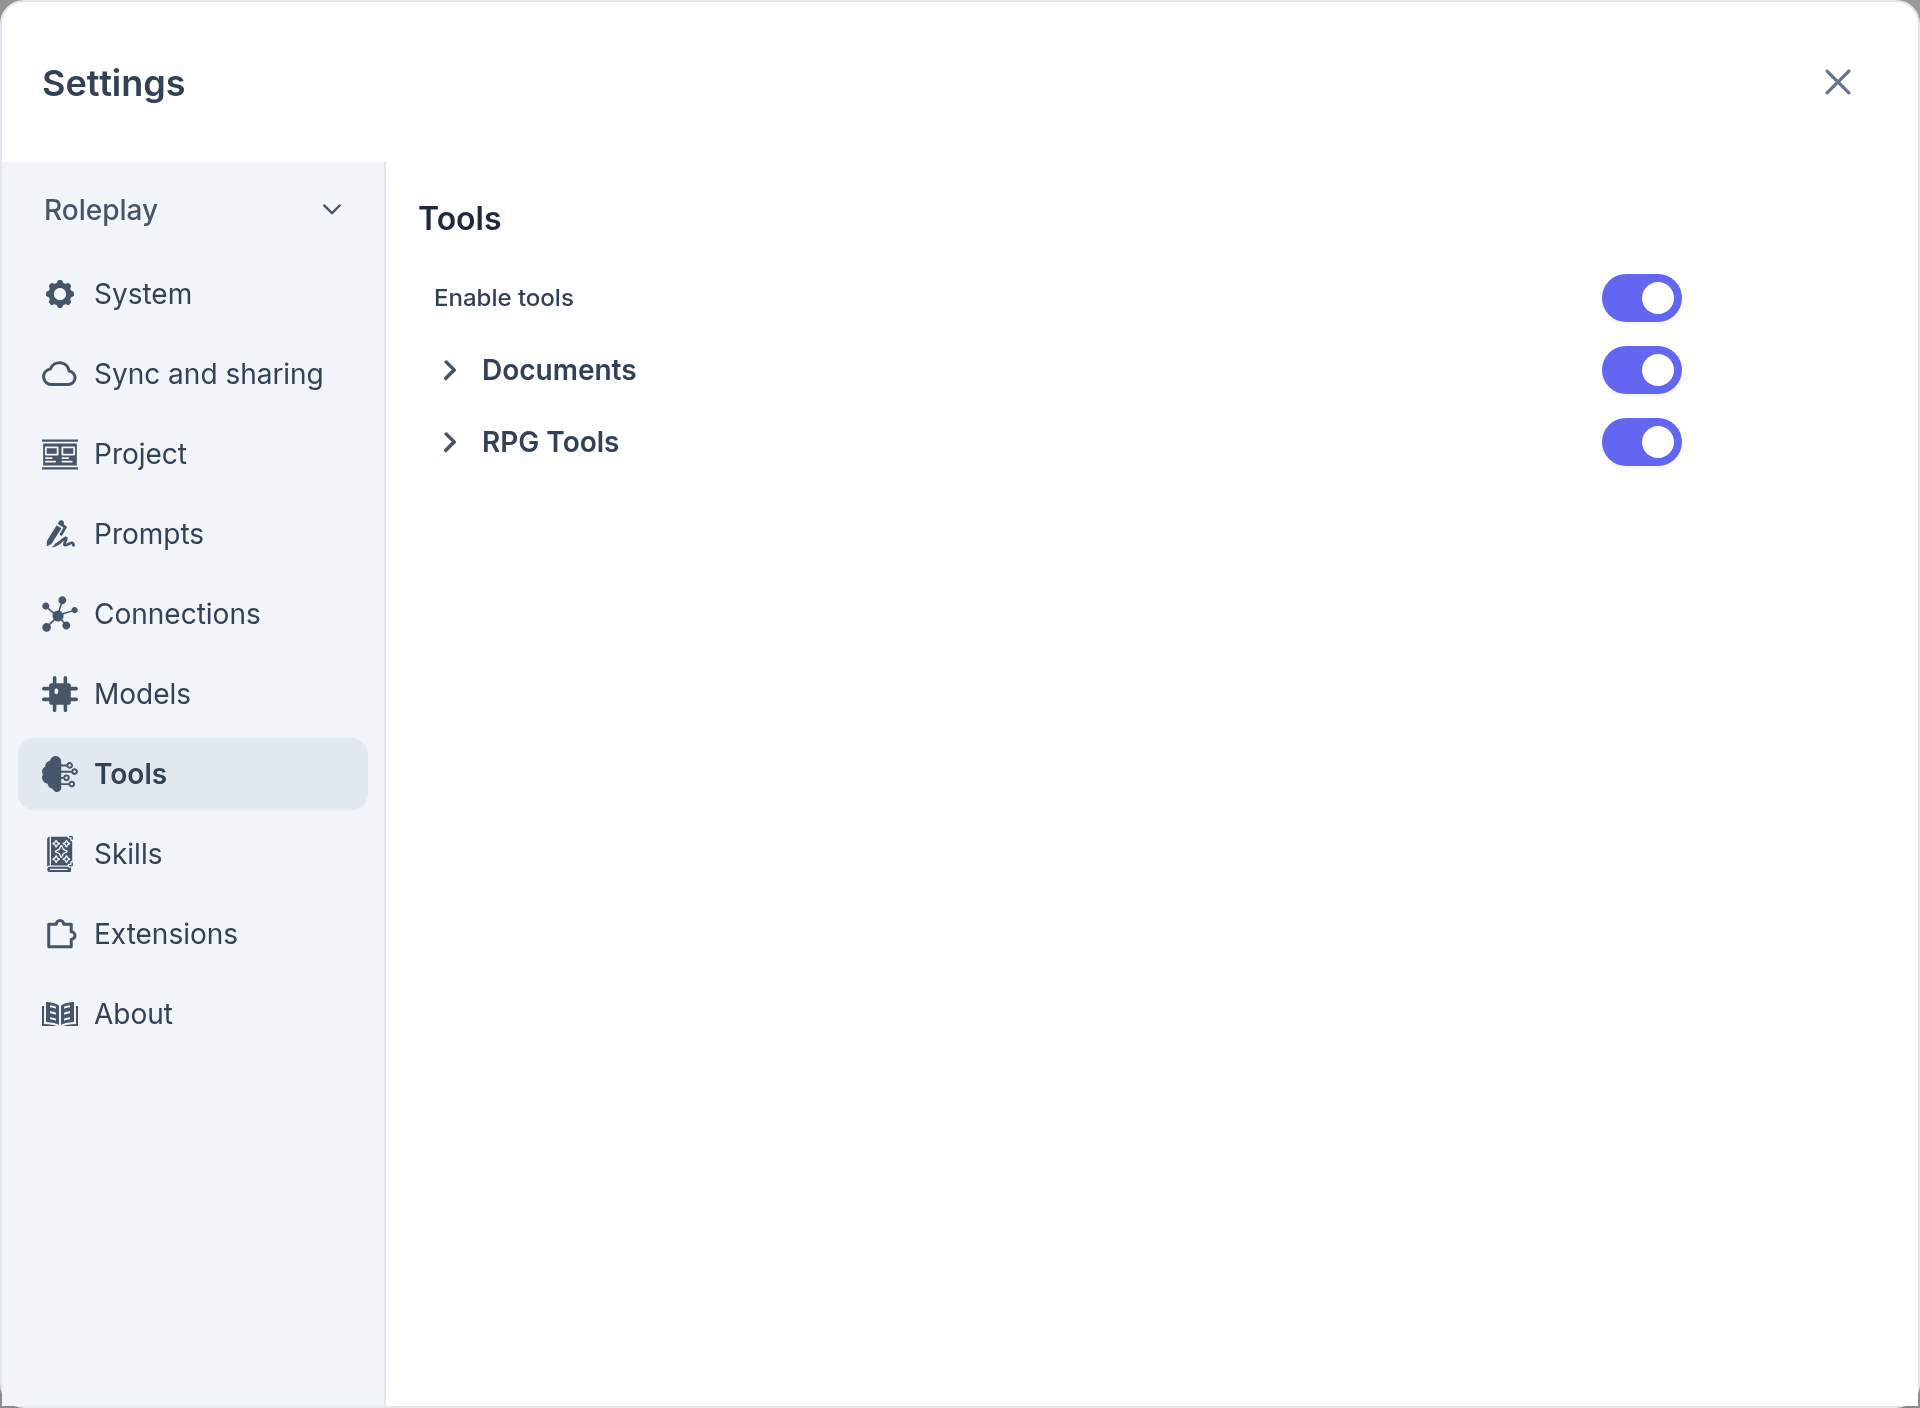 Settings
Roleplay
System
Sync and sharing
Project
Prompts
Connections
Models
Tools
Skills
Extensions
About
Tools
Enable tools
Documents
RPG Tools